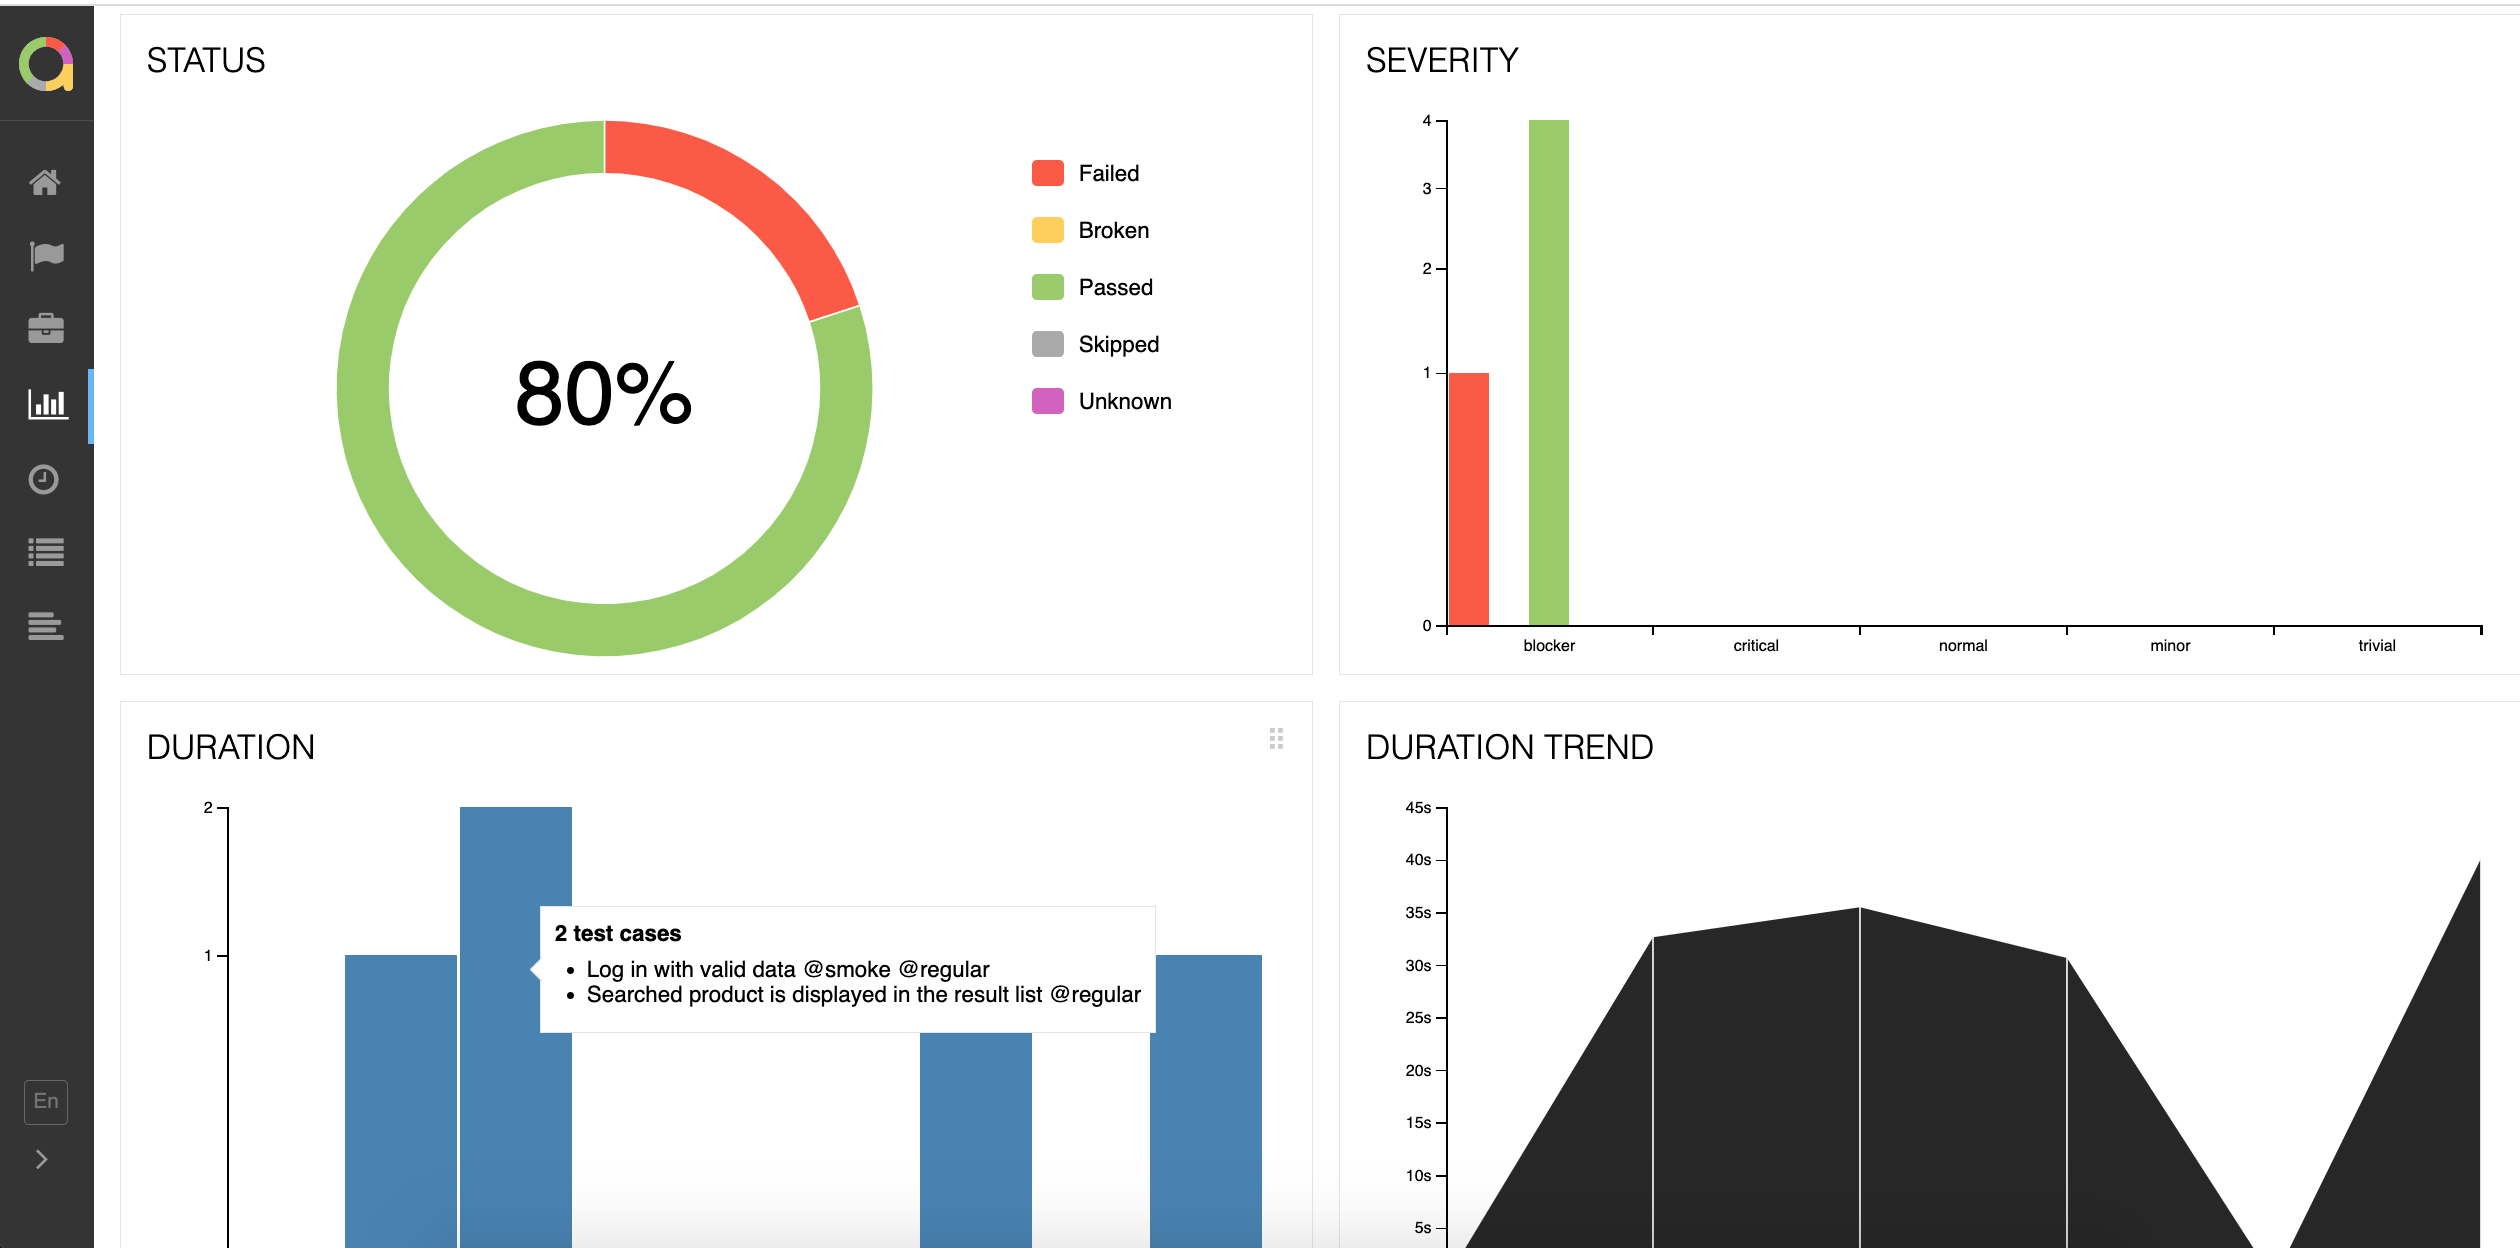 STATUS
80%
Failed
Broken
Passed
Skipped
Unknown
SEVERITY
4
3
2
1
0
blocker critical normal minor trivial
DURATION
2
1
2 test cases
Log in with valid data @smoke @regular
Searched product is displayed in the result list @regular
DURATION TREND
45s
40s
35s
30s
25s
20s
15s
10s
5s
En